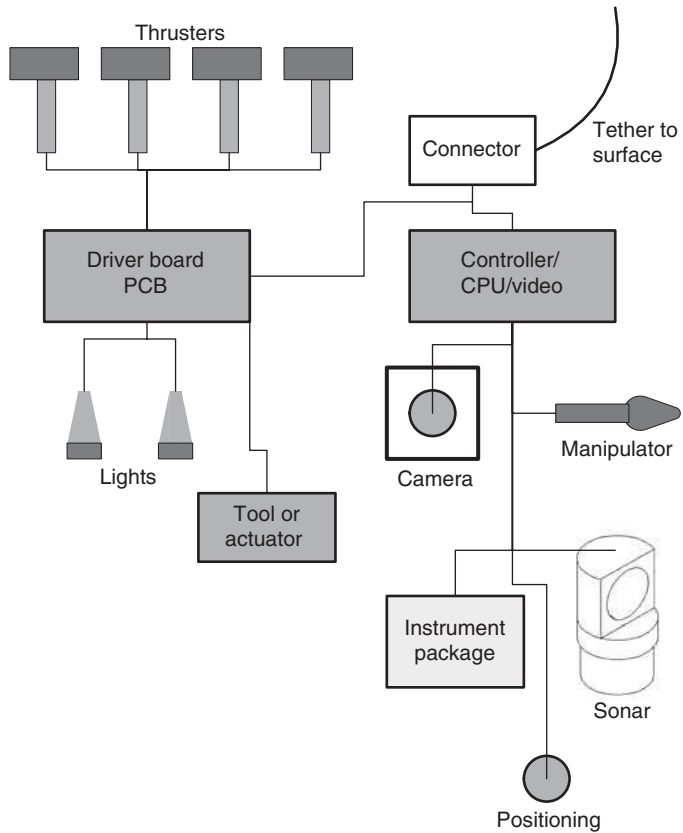 Thrusters
Tether to
surface
Connector
Driver board
PCB
Controller/
CPU/video
Lights
Camera
Manipulator
Tool or
actuator
Instrument
package
Sonar
Positioning